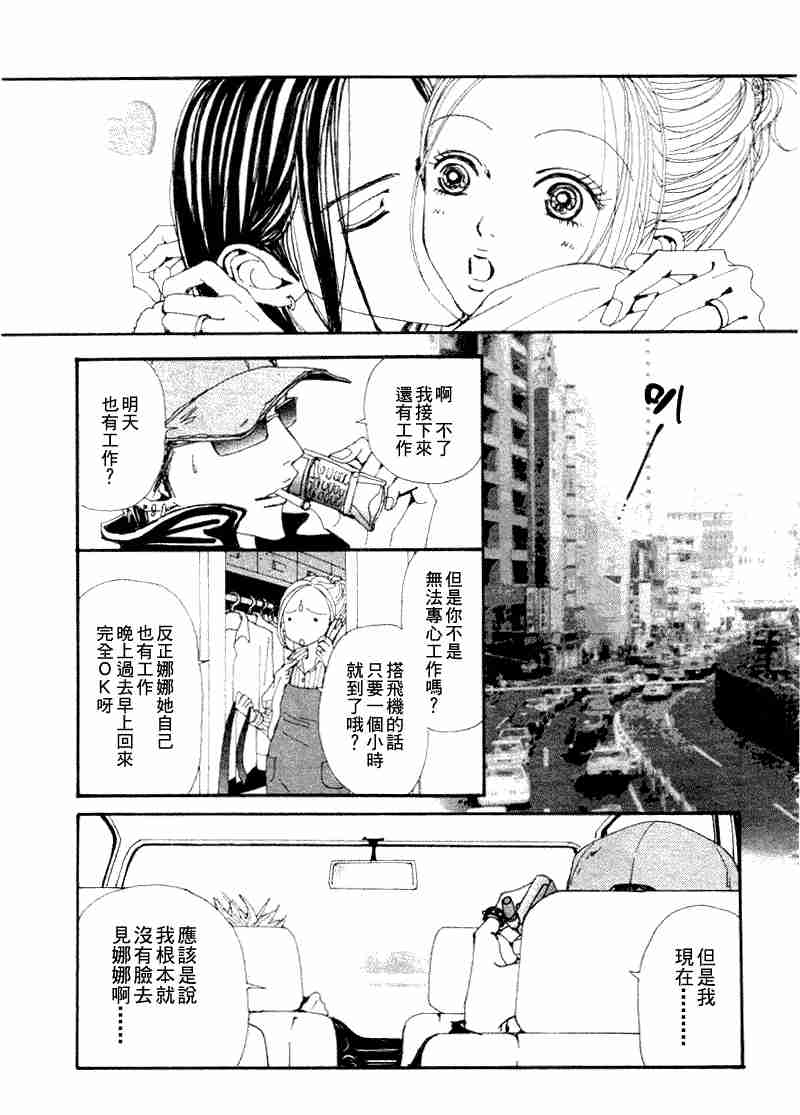 叭
啊 不了
我接下來
還有工作
明天
也有工作?
但是你不是
無法專心工作嗎?
搭飛機的話
只要一個小時
就到了哦?
反正娜娜她自己
也有工作
晚上過去早上回來
完全OK呀
但是我
現在………
應該是說
我根本就
沒有臉去
見娜娜啊………